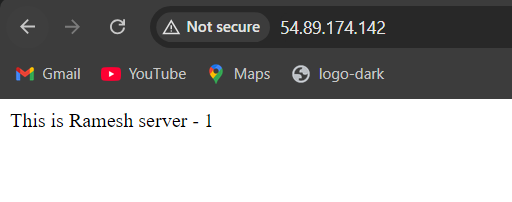 Not secure 54.89.174.142
Gmail YouTube Maps logo-dark
This is Ramesh server - 1